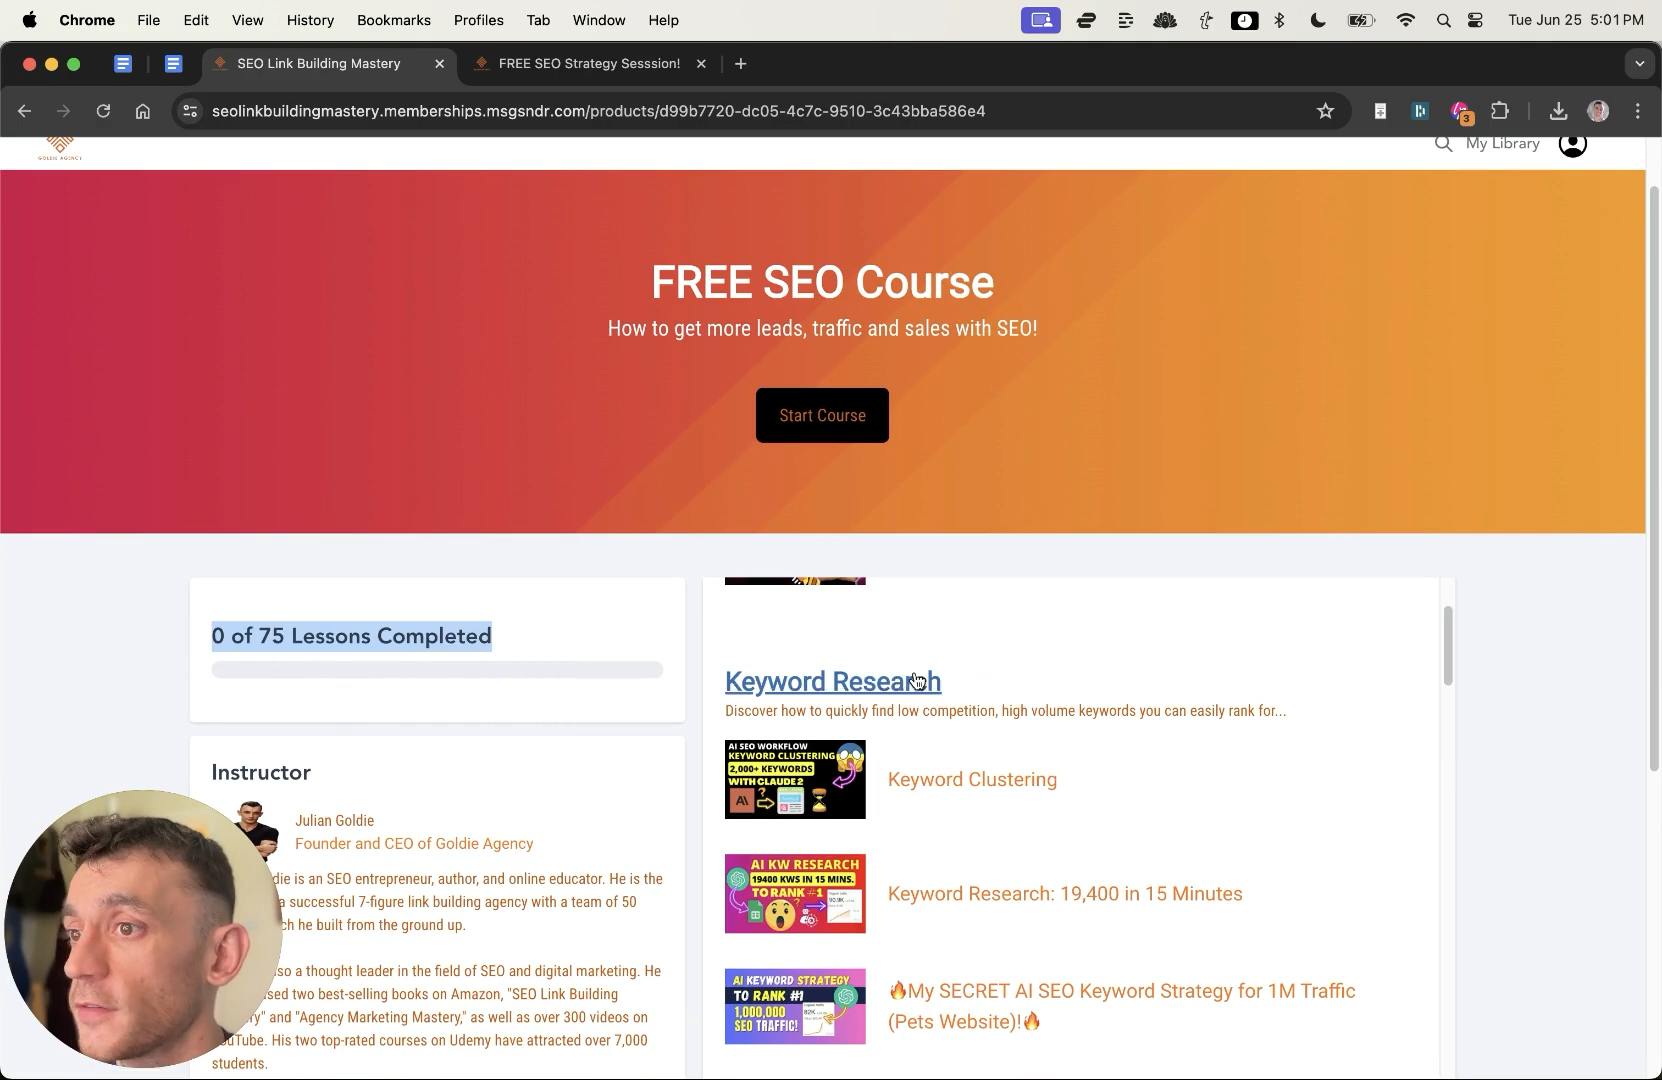 Chrome File Edit View History Bookmarks Profiles Tab Window Help
Tue Jun 25 5:01 PM
SEO Link Building Mastery
FREE SEO Strategy Sesssion!
seolinkbuildingmastery.memberships.msgsndr.com/products/d99b7720-dc05-4c7c-9510-3c43bba586e4
3
GOLDIE AGENCY
My Library
FREE SEO Course
How to get more leads, traffic and sales with SEO!
Start Course
0 of 75 Lessons Completed
Instructor
Julian Goldie
Founder and CEO of Goldie Agency
die is an SEO entrepreneur, author, and online educator. He is the
a successful 7-figure link building agency with a team of 50
ch he built from the ground up.
so a thought leader in the field of SEO and digital marketing. He
sed two best-selling books on Amazon, "SEO Link Building
ry" and "Agency Marketing Mastery," as well as over 300 videos on
uTube. His two top-rated courses on Udemy have attracted over 7,000
students.
Keyword Research
Discover how to quickly find low competition, high volume keywords you can easily rank for...
AI SEO WORKFLOW
KEYWORD CLUSTERING
2,000+ KEYWORDS
WITH CLAUDE 2
Keyword Clustering
AI KW RESEARCH
19400 KWS IN 15 MINS.
TO RANK #1
Keyword Research: 19,400 in 15 Minutes
AI KEYWORD STRATEGY
TO RANK #1
1,000,000
SEO TRAFFIC!
82K
🔥My SECRET AI SEO Keyword Strategy for 1M Traffic
(Pets Website)!🔥